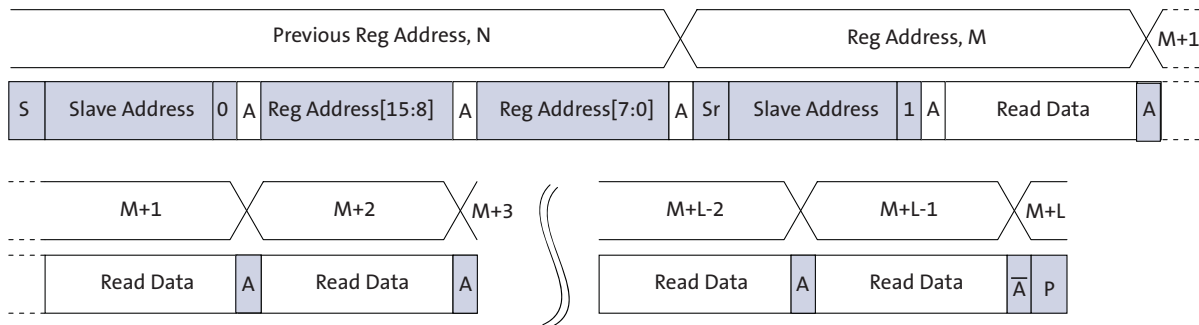 Previous Reg Address, N Reg Address, M M+1
S Slave Address 0 A Reg Address[15:8] A Reg Address[7:0] A Sr Slave Address 1 A Read Data A
M+1 M+2 M+3 M+L-2 M+L-1 M+L
Read Data A Read Data A Read Data A Read Data A̅ P